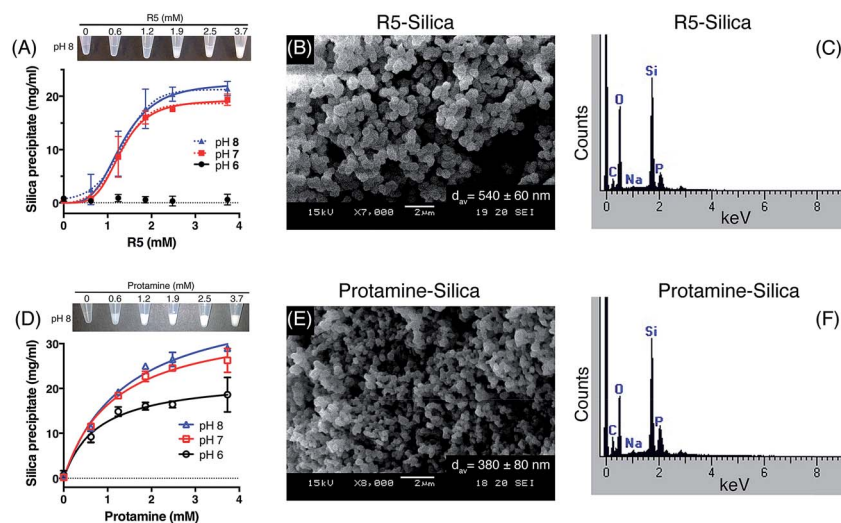 (A)
R5 (mM)
0 0.6 1.2 1.9 2.5 3.7
pH 8
Silica precipitate (mg/ml)
20
10
0
pH 8
pH 7
pH 6
0 1 2 3 4
R5 (mM)
R5-Silica
(B)
d_av= 540 ± 60 nm
15kV X7,000 2µm 19 20 SEI
R5-Silica
(C)
Counts
Si
O
C
Na
P
0 2 4 6 8
keV
(D)
Protamine (mM)
0 0.6 1.2 1.9 2.5 3.7
pH 8
Silica precipitate (mg/ml)
30
20
10
0
pH 8
pH 7
pH 6
0 1 2 3 4
Protamine (mM)
Protamine-Silica
(E)
d_av= 380 ± 80 nm
15kV X8,000 2µm 18 20 SEI
Protamine-Silica
(F)
Counts
Si
O
C
Na
P
0 2 4 6 8
keV